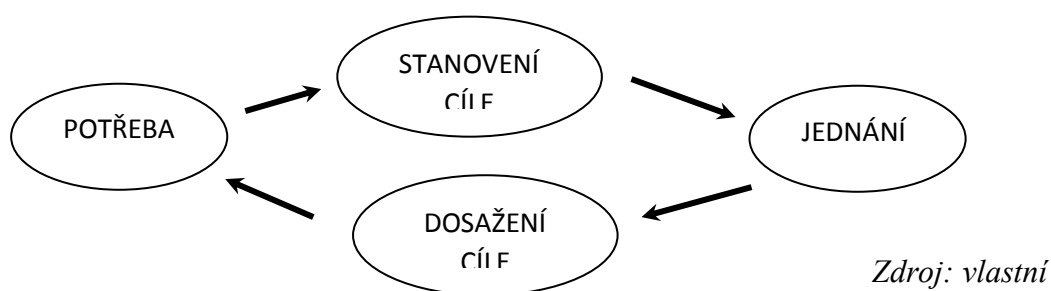 STANOVENÍ
CÍLE
POTŘEBA
JEDNÁNÍ
DOSAŽENÍ
CÍLE
Zdroj: vlastní